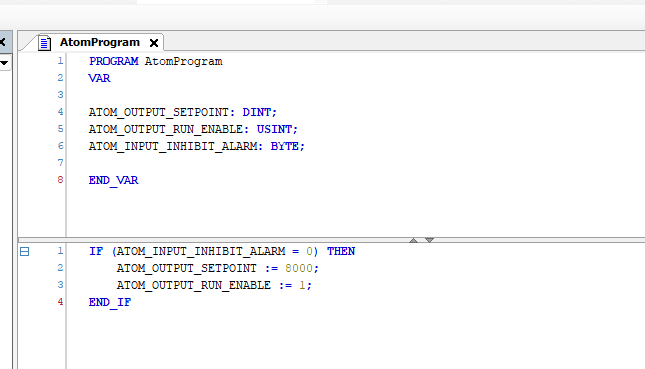 AtomProgram
1 PROGRAM AtomProgram
2 VAR
3
4 ATOM_OUTPUT_SETPOINT: DINT;
5 ATOM_OUTPUT_RUN_ENABLE: USINT;
6 ATOM_INPUT_INHIBIT_ALARM: BYTE;
7
8 END_VAR
1 IF (ATOM_INPUT_INHIBIT_ALARM = 0) THEN
2 ATOM_OUTPUT_SETPOINT := 8000;
3 ATOM_OUTPUT_RUN_ENABLE := 1;
4 END_IF